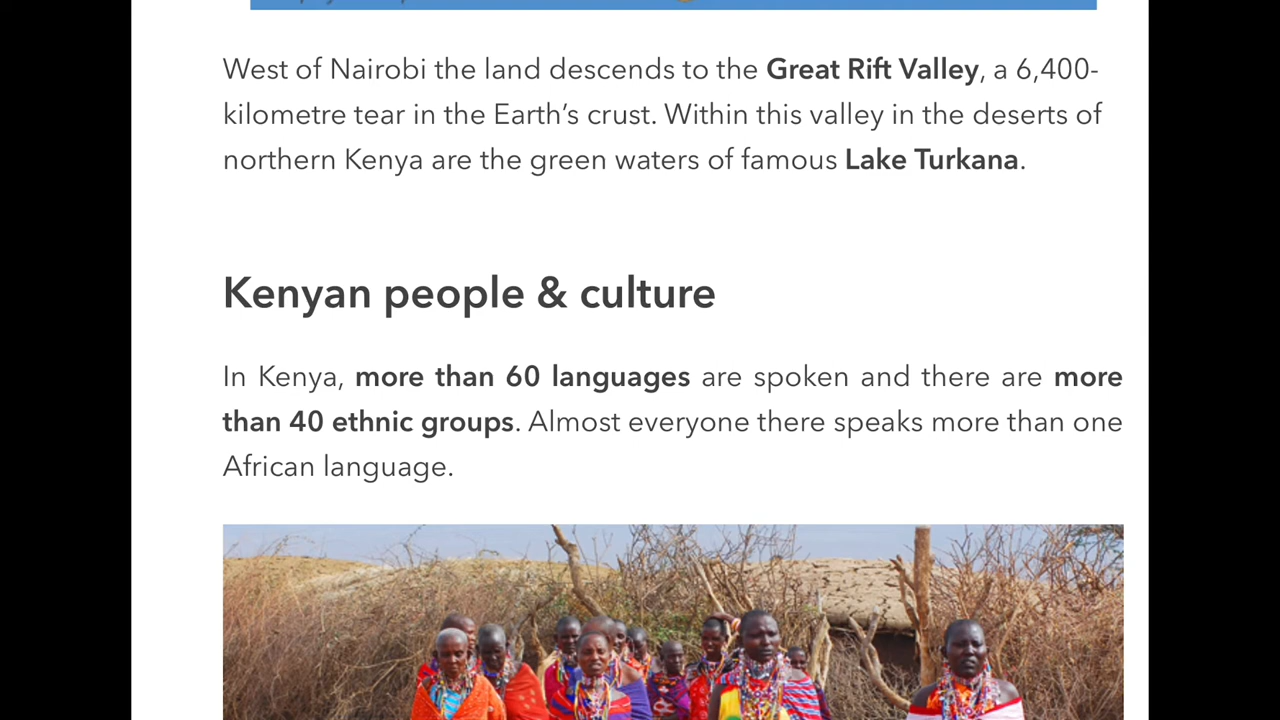 West of Nairobi the land descends to the Great Rift Valley, a 6,400-
kilometre tear in the Earth’s crust. Within this valley in the deserts of
northern Kenya are the green waters of famous Lake Turkana.
Kenyan people & culture
In Kenya, more than 60 languages are spoken and there are more
than 40 ethnic groups. Almost everyone there speaks more than one
African language.